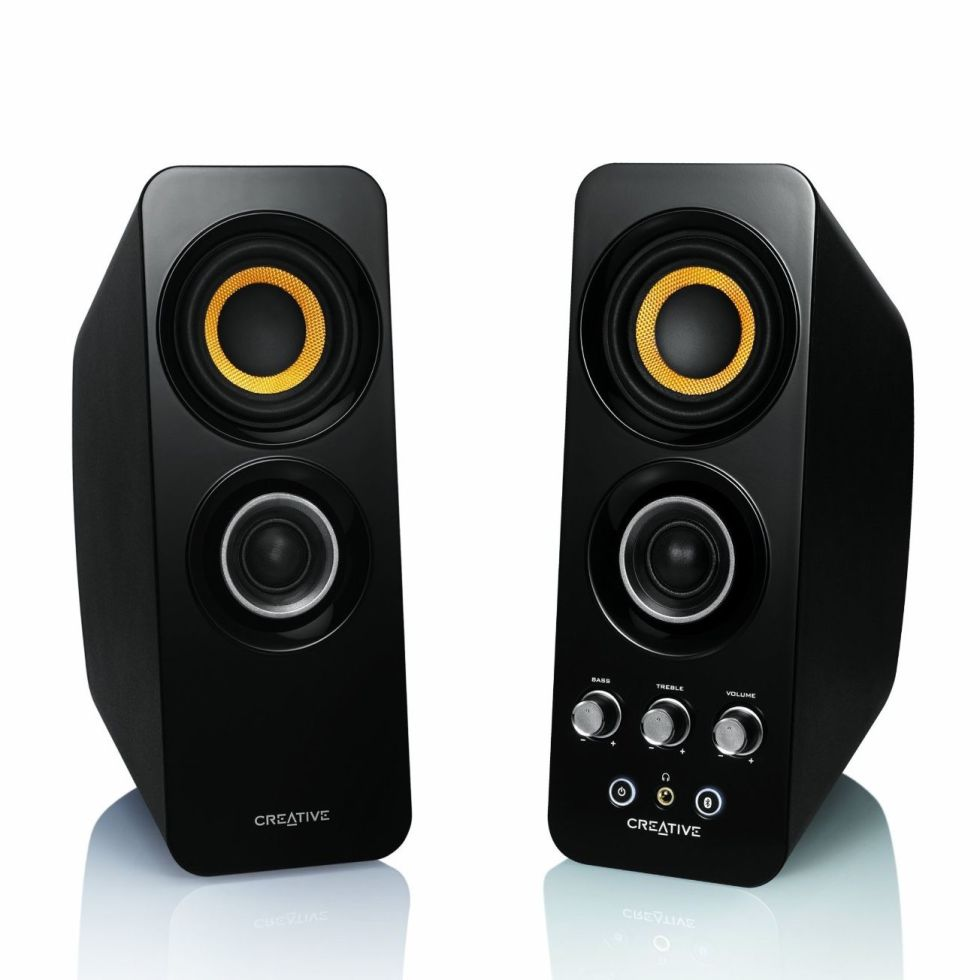 BASS
TREBLE
VOLUME
- +
- +
- +
CREATIVE
CREATIVE